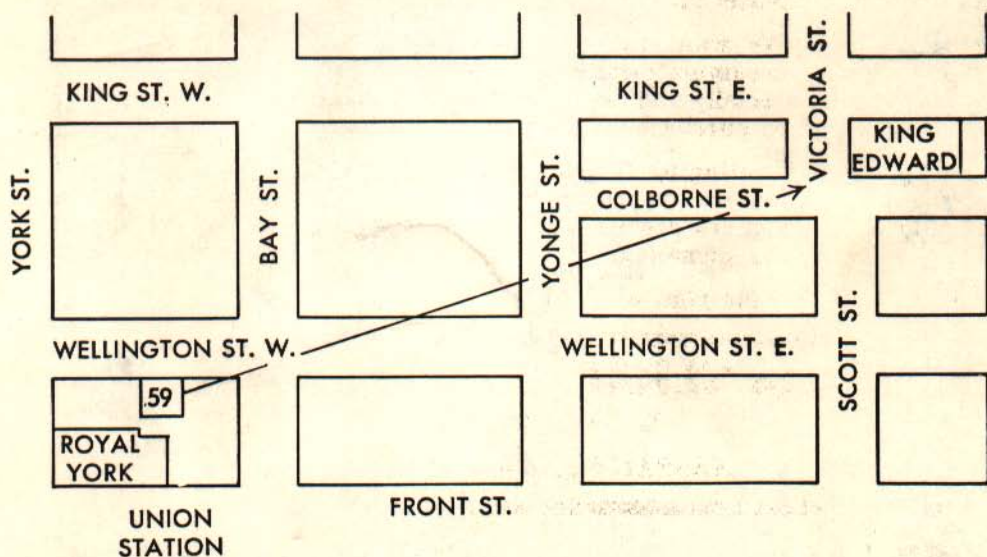 VICTORIA ST.
KING ST. W.
KING ST. E.
KING
EDWARD
YORK ST.
BAY ST.
YONGE ST.
COLBORNE ST.
WELLINGTON ST. W.
WELLINGTON ST. E.
SCOTT ST.
59
ROYAL
YORK
FRONT ST.
UNION
STATION